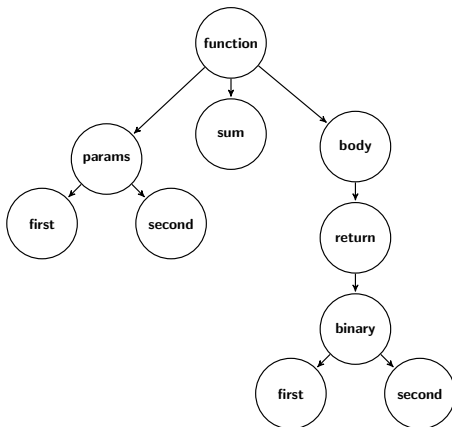 function
sum
body
params
first
second
return
binary
first
second